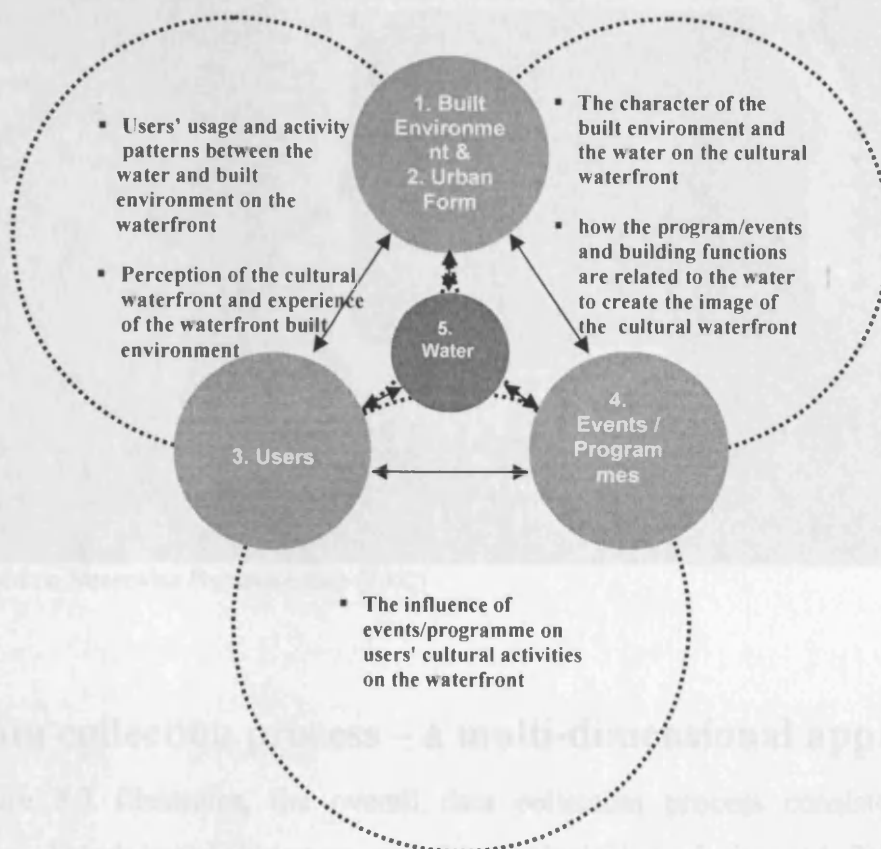 1. Built
Environme
nt &
2. Urban
Form
▪ Users' usage and activity
patterns between the
water and built
environment on the
waterfront
▪ Perception of the cultural
waterfront and experience
of the waterfront built
environment
▪ The character of the
built environment and
the water on the cultural
waterfront
▪ how the program/events
and building functions
are related to the water
to create the image of
the cultural waterfront
5.
Water
3. Users
4.
Events /
Program
mes
▪ The influence of
events/programme on
users' cultural activities
on the waterfront
collection process – a multi-dimensional app
the overall data collection process consist